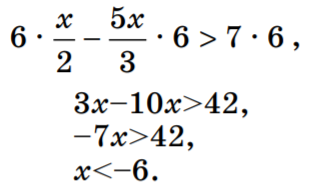 6 · x/2 − 5x/3 · 6 > 7 · 6 ,
3x−10x>42,
−7x>42,
x<−6.